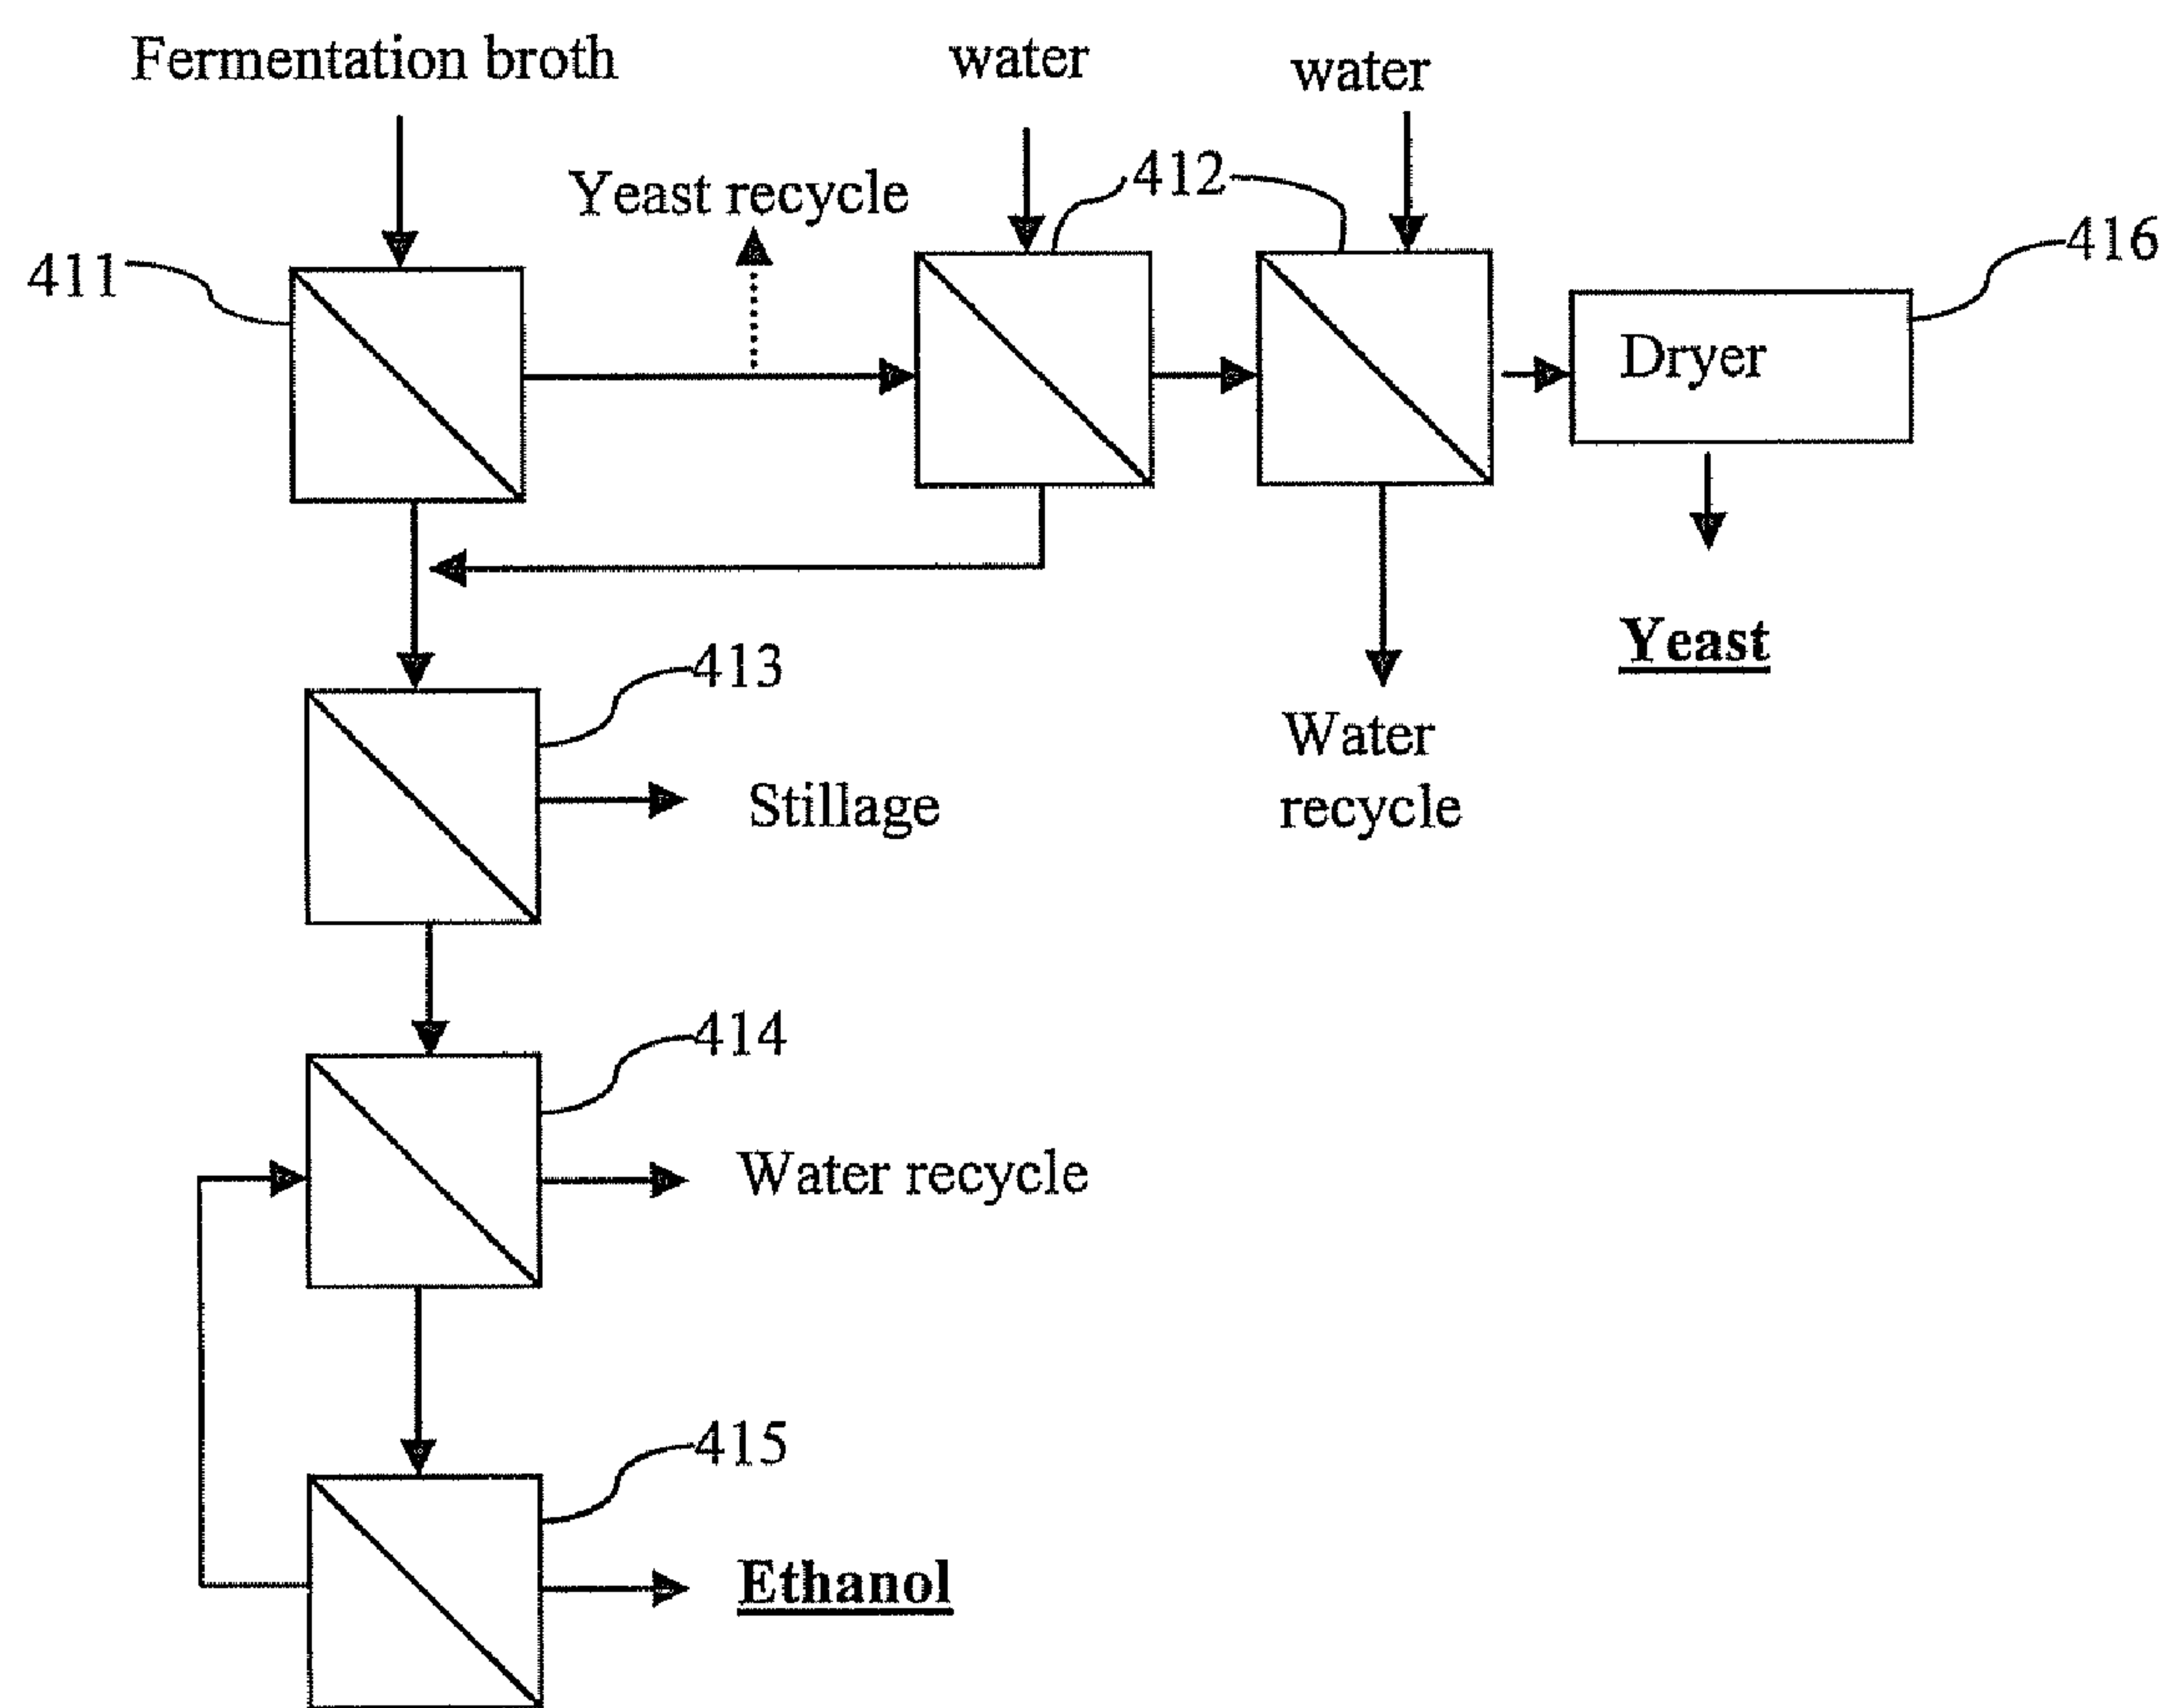 Fermentation broth
water
water
Yeast recycle
412
411
416
Dryer
Yeast
413
Water
recycle
Stillage
414
Water recycle
415
Ethanol